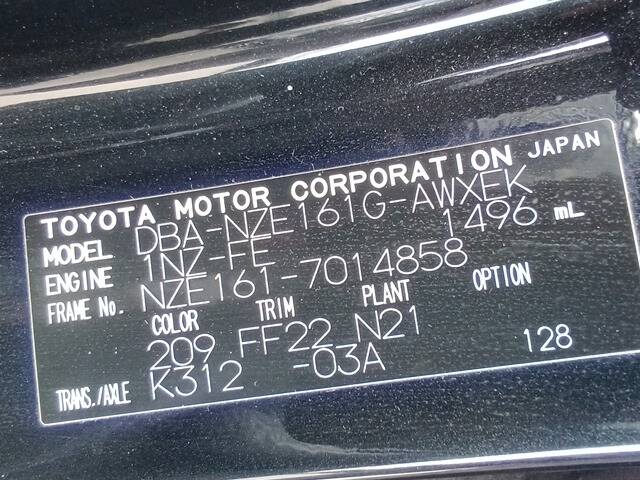 TOYOTA MOTOR CORPORATION JAPAN
MODEL DBA-NZE161G-AWXEK
ENGINE 1NZ-FE 1496 mL
FRAME No. NZE161-7014858
COLOR TRIM PLANT OPTION
209 FF22 N21
TRANS./AXLE K312 -03A 128